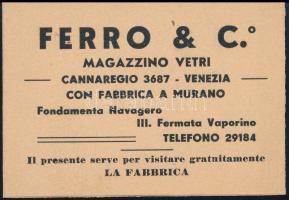 FERRO & C.º
MAGAZZINO VETRI
CANNAREGIO 3687 - VENEZIA
CON FABBRICA A MURANO
Fondamenta Navagero
III. Fermata Vaporino
TELEFONO 29184
Il presente serve per visitare gratuitamente
LA FABBRICA